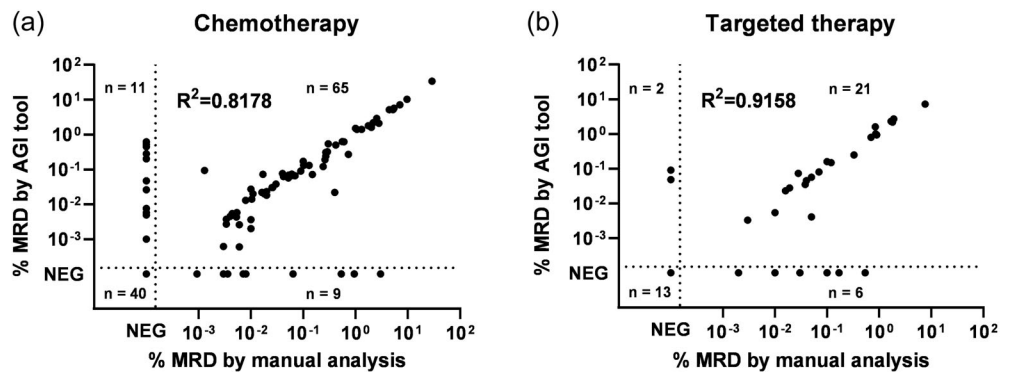 (a)
Chemotherapy
% MRD by AGI tool
10²
10¹
10⁰
10⁻¹
10⁻²
10⁻³
NEG
n = 11
R²=0.8178
n = 65
n = 40
n = 9
NEG
10⁻³
10⁻²
10⁻¹
10⁰
10¹
10²
% MRD by manual analysis
(b)
Targeted therapy
% MRD by AGI tool
10²
10¹
10⁰
10⁻¹
10⁻²
10⁻³
NEG
n = 2
R²=0.9158
n = 21
n = 13
n = 6
NEG
10⁻³
10⁻²
10⁻¹
10⁰
10¹
10²
% MRD by manual analysis